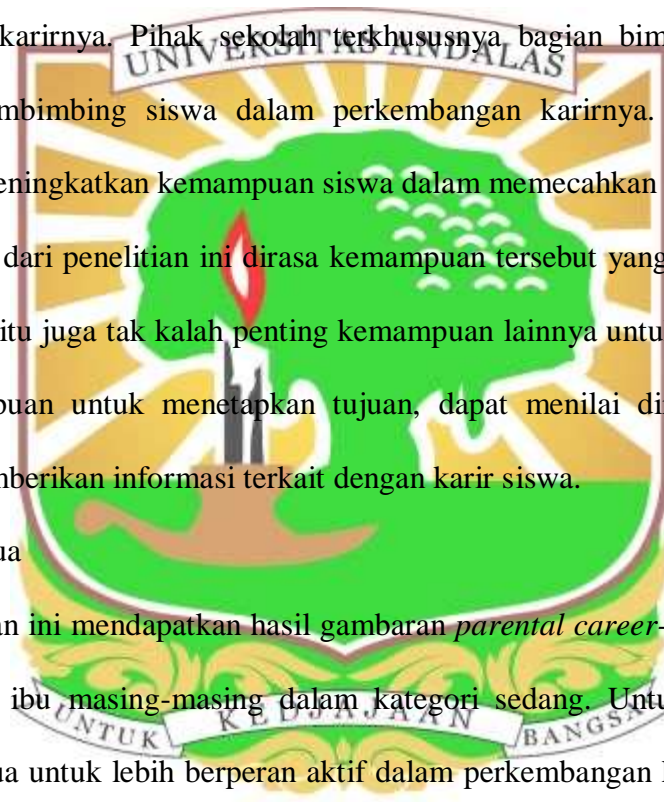 karirnya. Pihak sekolah terkhususnya bagian bim
UNIVERSITAS ANDALAS
mbimbing siswa dalam perkembangan karirnya.
eningkatkan kemampuan siswa dalam memecahkan
dari penelitian ini dirasa kemampuan tersebut yang
itu juga tak kalah penting kemampuan lainnya untu
puan untuk menetapkan tujuan, dapat menilai di
mberikan informasi terkait dengan karir siswa.
ua
an ini mendapatkan hasil gambaran parental career-
ibu masing-masing dalam kategori sedang. Untu
UNTUK KEDJAJAAN BANGSA
ua untuk lebih berperan aktif dalam perkembangan